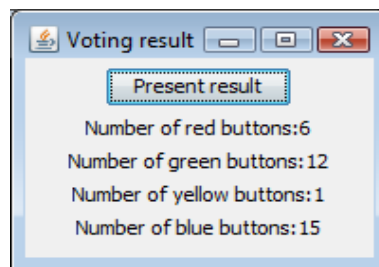 Voting result
Present result
Number of red buttons:6
Number of green buttons:12
Number of yellow buttons:1
Number of blue buttons:15